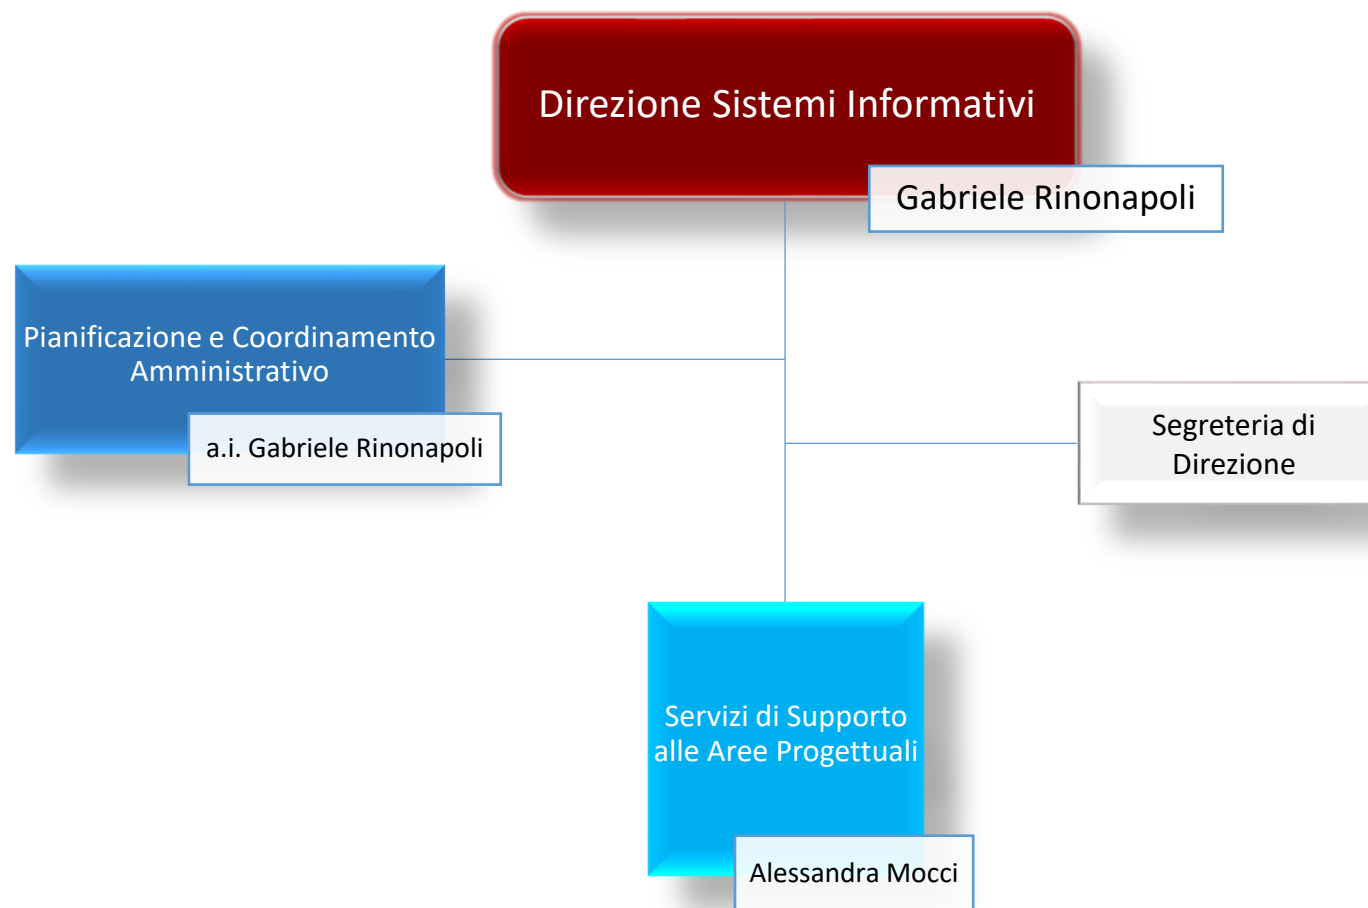 Direzione Sistemi Informativi
Gabriele Rinonapoli
Pianificazione e Coordinamento
Amministrativo
a.i. Gabriele Rinonapoli
Segreteria di
Direzione
Servizi di Supporto
alle Aree Progettuali
Alessandra Mocci